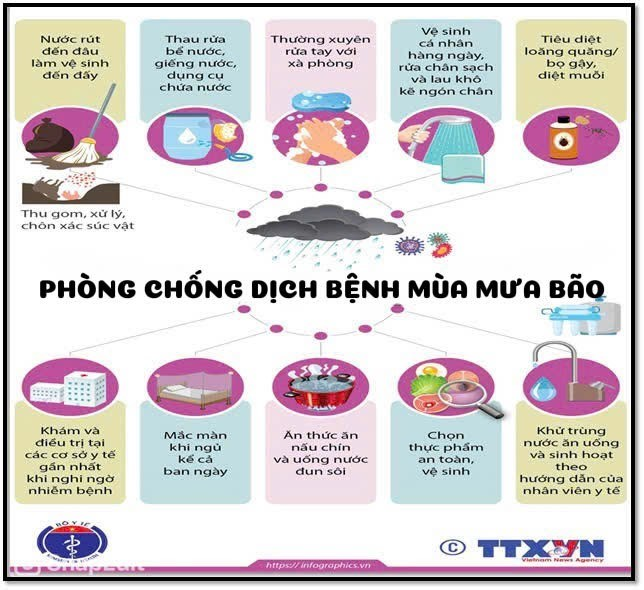 Nước rút
đến đâu
làm vệ sinh
đến đấy
Thau rửa
bể nước,
giếng nước,
dụng cụ
chứa nước
Thường xuyên
rửa tay với
xà phòng
Vệ sinh
cá nhân
hàng ngày,
rửa chân sạch
và lau khô
kẽ ngón chân
Tiêu diệt
loăng quăng/
bọ gậy,
diệt muỗi
Thu gom, xử lý,
chôn xác súc vật
PHÒNG CHỐNG DỊCH BỆNH MÙA MƯA BÃO
Khám và
điều trị tại
các cơ sở y tế
gần nhất
khi nghi ngờ
nhiễm bệnh
Mắc màn
khi ngủ
kể cả
ban ngày
Ăn thức ăn
nấu chín
và uống nước
đun sôi
Chọn
thực phẩm
an toàn,
vệ sinh
Khử trùng
nước ăn uống
và sinh hoạt
theo
hướng dẫn của
nhân viên y tế
BỘ Y TẾ
MINISTRY OF HEALTH
SnapEdit
© TTXVN
Vietnam News Agency
https:// infographics.vn